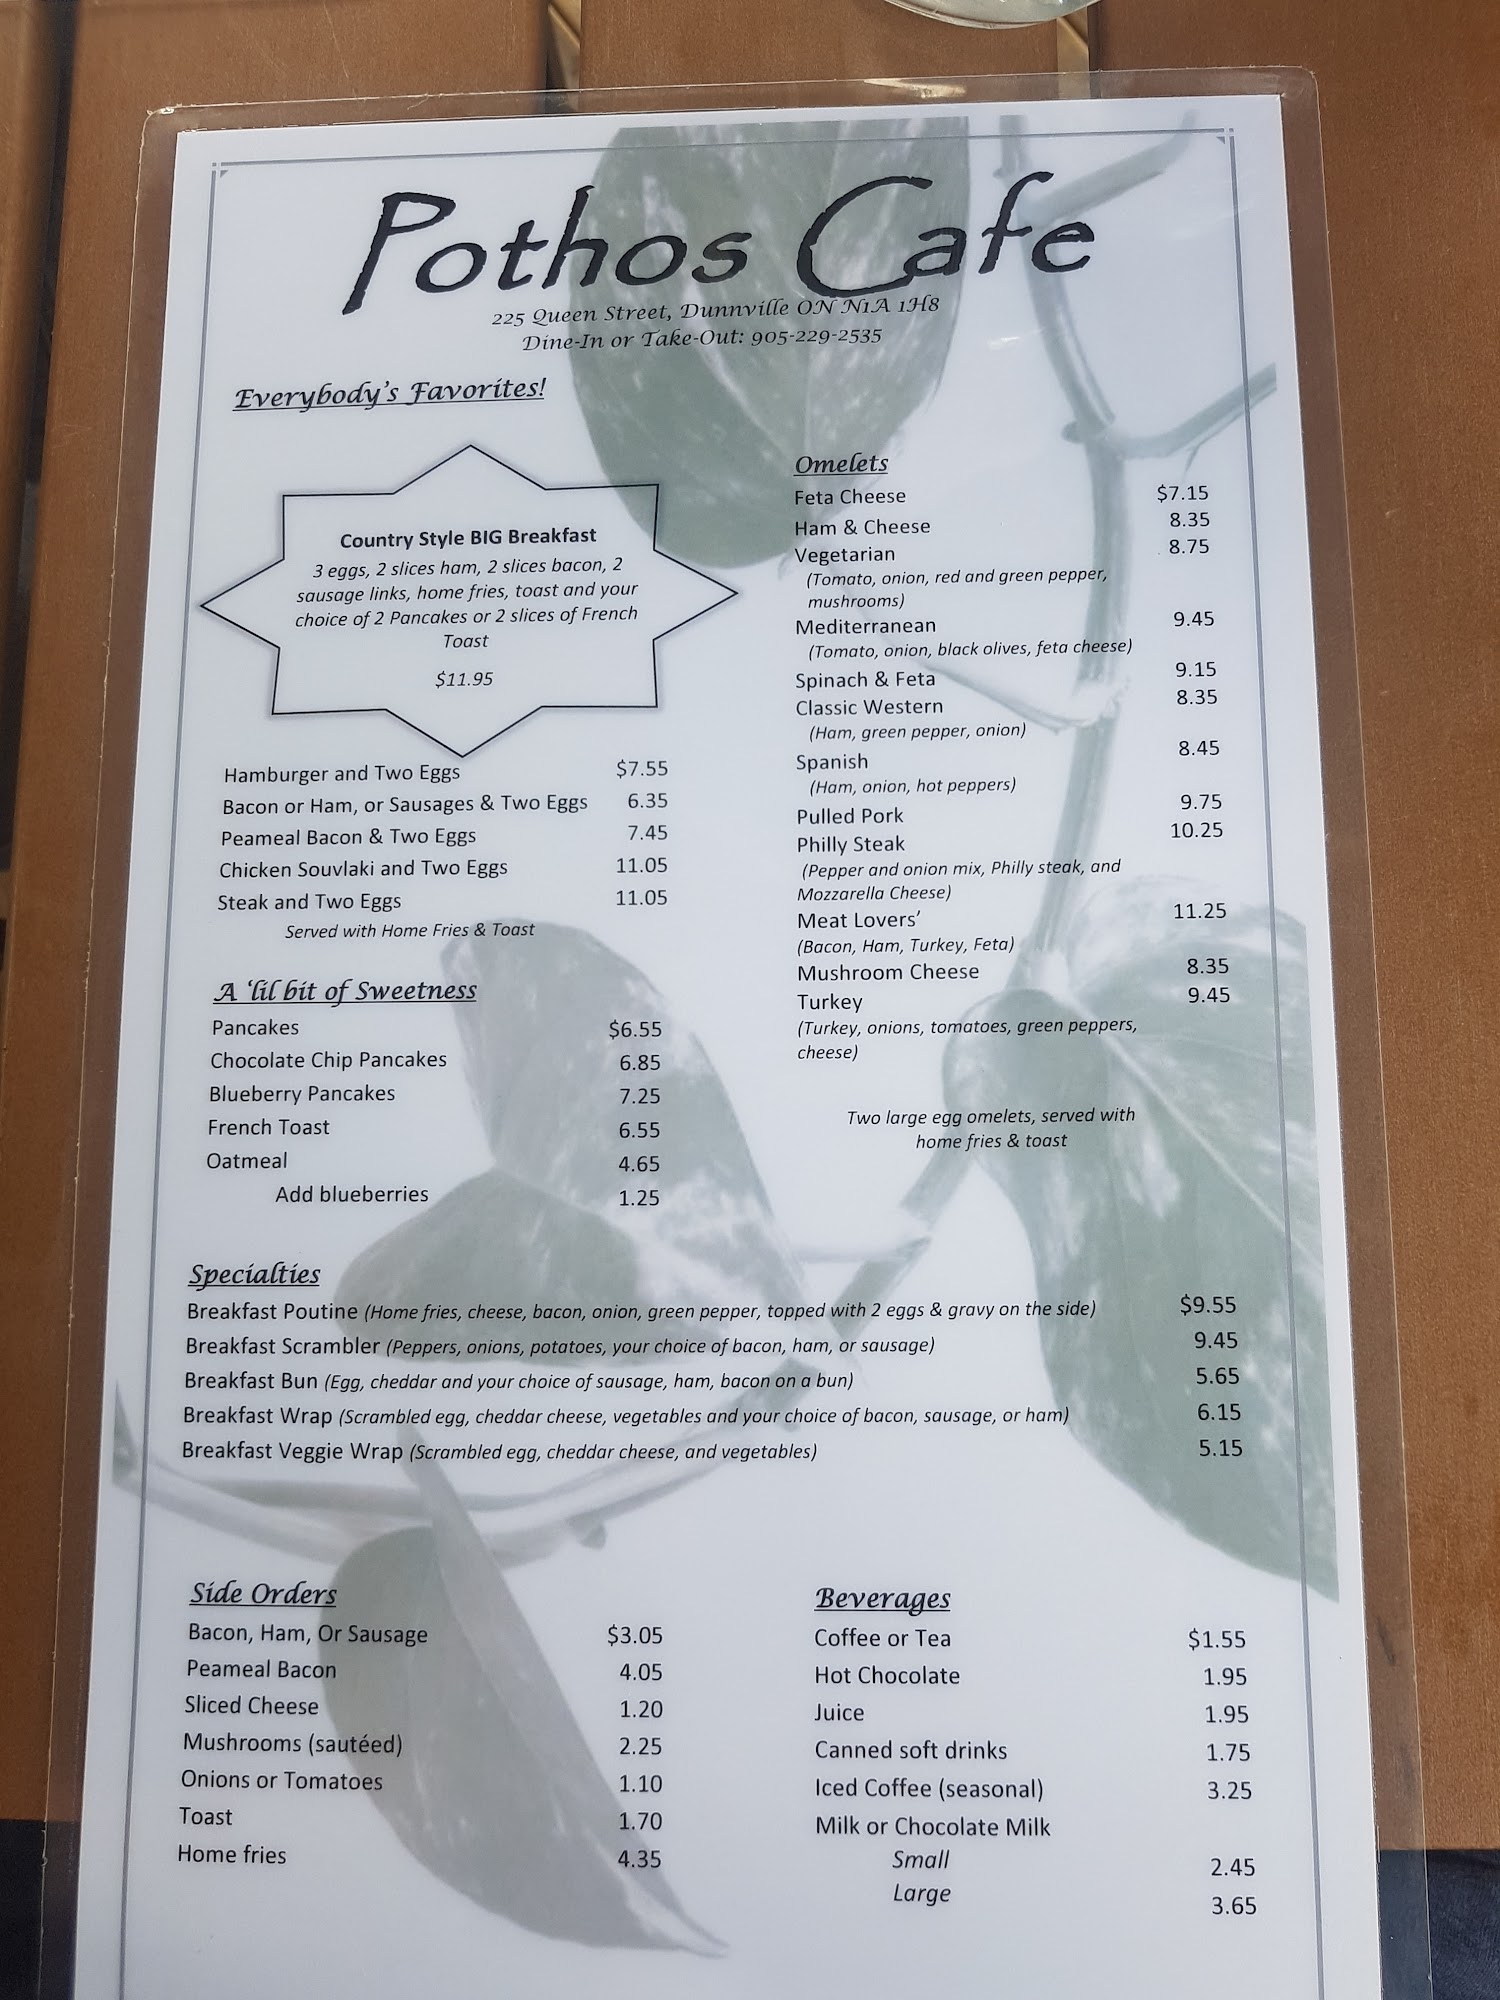 Pothos Cafe
225 Queen Street, Dunnville ON N1A 1H8
Dine-In or Take-Out: 905-229-2535
Everybody's Favorites!
Country Style BIG Breakfast
3 eggs, 2 slices ham, 2 slices bacon, 2
sausage links, home fries, toast and your
choice of 2 Pancakes or 2 slices of French
Toast
$11.95
Hamburger and Two Eggs $7.55
Bacon or Ham, or Sausages & Two Eggs 6.35
Peameal Bacon & Two Eggs 7.45
Chicken Souvlaki and Two Eggs 11.05
Steak and Two Eggs 11.05
Served with Home Fries & Toast
A 'lil bit of Sweetness
Pancakes $6.55
Chocolate Chip Pancakes 6.85
Blueberry Pancakes 7.25
French Toast 6.55
Oatmeal 4.65
Add blueberries 1.25
Omelets
Feta Cheese $7.15
Ham & Cheese 8.35
Vegetarian 8.75
(Tomato, onion, red and green pepper,
mushrooms)
Mediterranean 9.45
(Tomato, onion, black olives, feta cheese)
Spinach & Feta 9.15
Classic Western 8.35
(Ham, green pepper, onion)
Spanish 8.45
(Ham, onion, hot peppers)
Pulled Pork 9.75
Philly Steak 10.25
(Pepper and onion mix, Philly steak, and
Mozzarella Cheese)
Meat Lovers' 11.25
(Bacon, Ham, Turkey, Feta)
Mushroom Cheese 8.35
Turkey 9.45
(Turkey, onions, tomatoes, green peppers,
cheese)
Two large egg omelets, served with
home fries & toast
Specialties
Breakfast Poutine (Home fries, cheese, bacon, onion, green pepper, topped with 2 eggs & gravy on the side) $9.55
Breakfast Scrambler (Peppers, onions, potatoes, your choice of bacon, ham, or sausage) 9.45
Breakfast Bun (Egg, cheddar and your choice of sausage, ham, bacon on a bun) 5.65
Breakfast Wrap (Scrambled egg, cheddar cheese, vegetables and your choice of bacon, sausage, or ham) 6.15
Breakfast Veggie Wrap (Scrambled egg, cheddar cheese, and vegetables) 5.15
Side Orders
Bacon, Ham, Or Sausage $3.05
Peameal Bacon 4.05
Sliced Cheese 1.20
Mushrooms (sautéed) 2.25
Onions or Tomatoes 1.10
Toast 1.70
Home fries 4.35
Beverages
Coffee or Tea $1.55
Hot Chocolate 1.95
Juice 1.95
Canned soft drinks 1.75
Iced Coffee (seasonal) 3.25
Milk or Chocolate Milk
Small 2.45
Large 3.65